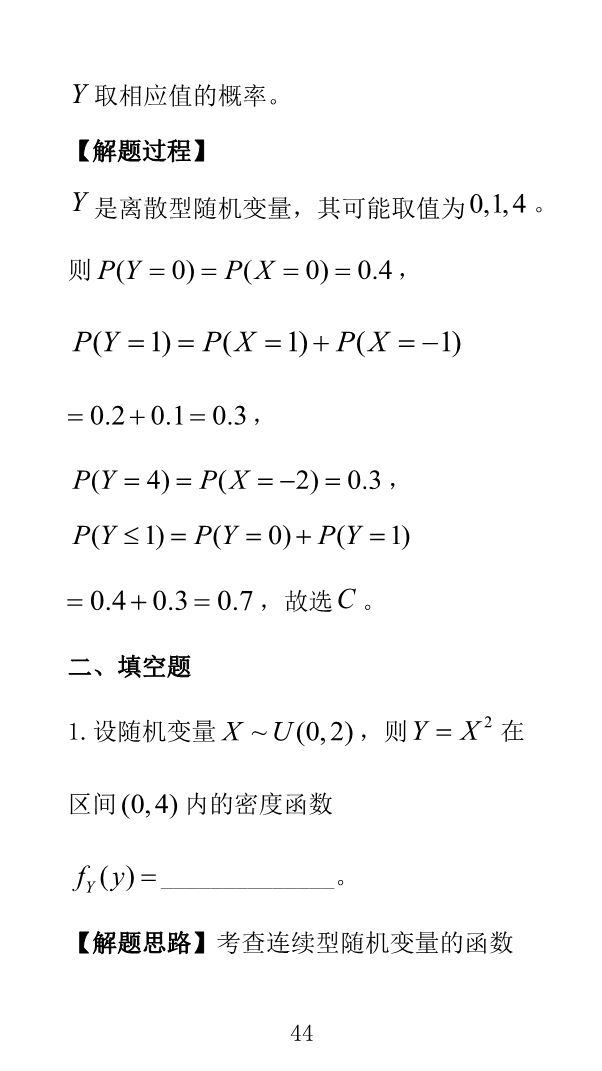 Y 取相应值的概率。
【解题过程】
Y 是离散型随机变量，其可能取值为 0,1,4 。
则 P(Y = 0) = P(X = 0) = 0.4 ，
P(Y = 1) = P(X = 1) + P(X = −1)
= 0.2 + 0.1 = 0.3 ，
P(Y = 4) = P(X = −2) = 0.3 ，
P(Y ≤ 1) = P(Y = 0) + P(Y = 1)
= 0.4 + 0.3 = 0.7 ，故选 C 。
二、填空题
1. 设随机变量 X ~ U(0,2) ，则 Y = X² 在
区间 (0,4) 内的密度函数
f_Y(y) = ______________。
【解题思路】考查连续型随机变量的函数
44